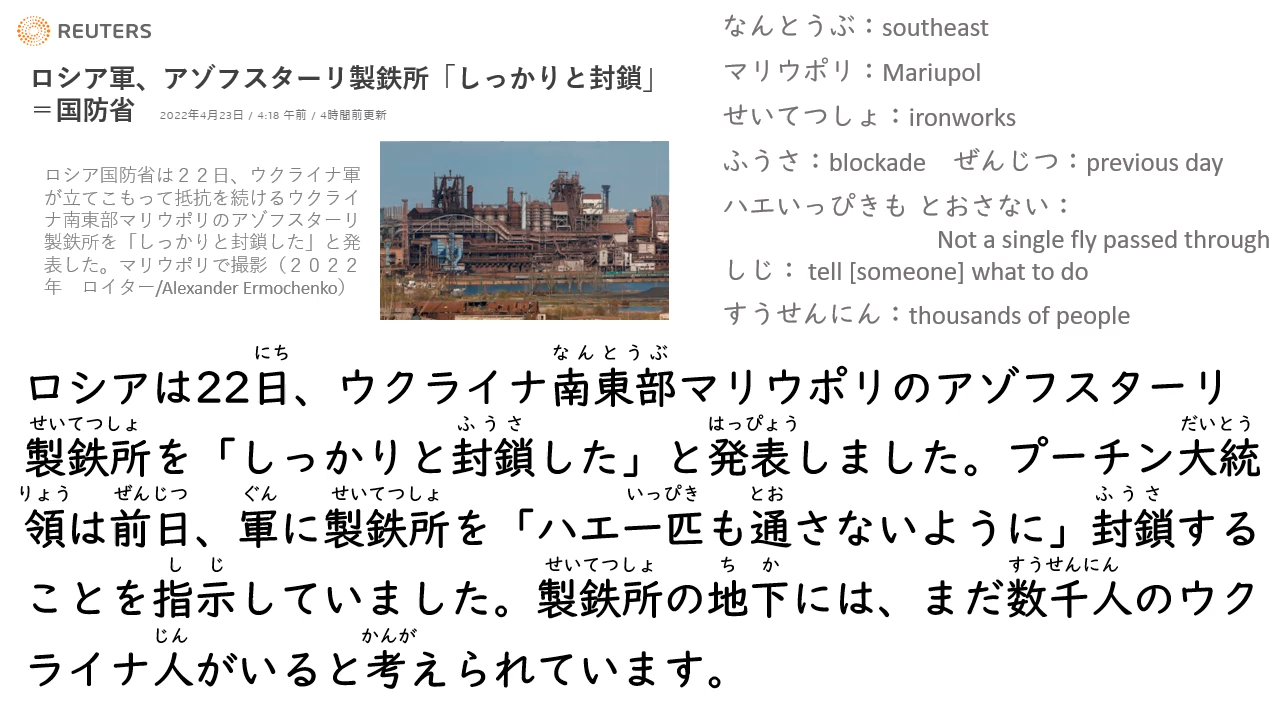 REUTERS
ロシア軍、アゾフスターリ製鉄所「しっかりと封鎖」
＝国防省 2022年4月23日 / 4:18 午前 / 4時間前更新
ロシア国防省は２２日、ウクライナ軍
が立てこもって抵抗を続けるウクライ
ナ南東部マリウポリのアゾフスターリ
製鉄所を「しっかりと封鎖した」と発
表した。マリウポリで撮影（２０２２
年　ロイター/Alexander Ermochenko）
なんとうぶ：southeast
マリウポリ：Mariupol
せいてつしょ：ironworks
ふうさ：blockade　ぜんじつ：previous day
ハエいっぴきも とおさない：
Not a single fly passed through
しじ： tell [someone] what to do
すうせんにん：thousands of people
にち なんとうぶ
ロシアは22日、ウクライナ南東部マリウポリのアゾフスターリ
せいてつしょ ふうさ はっぴょう だいとう
製鉄所を「しっかりと封鎖した」と発表しました。プーチン大統
りょう ぜんじつ ぐん せいてつしょ いっぴき とお ふうさ
領は前日、軍に製鉄所を「ハエ一匹も通さないように」封鎖する
しじ せいてつしょ ちか すうせんにん
ことを指示していました。製鉄所の地下には、まだ数千人のウク
じん かんが
ライナ人がいると考えられています。